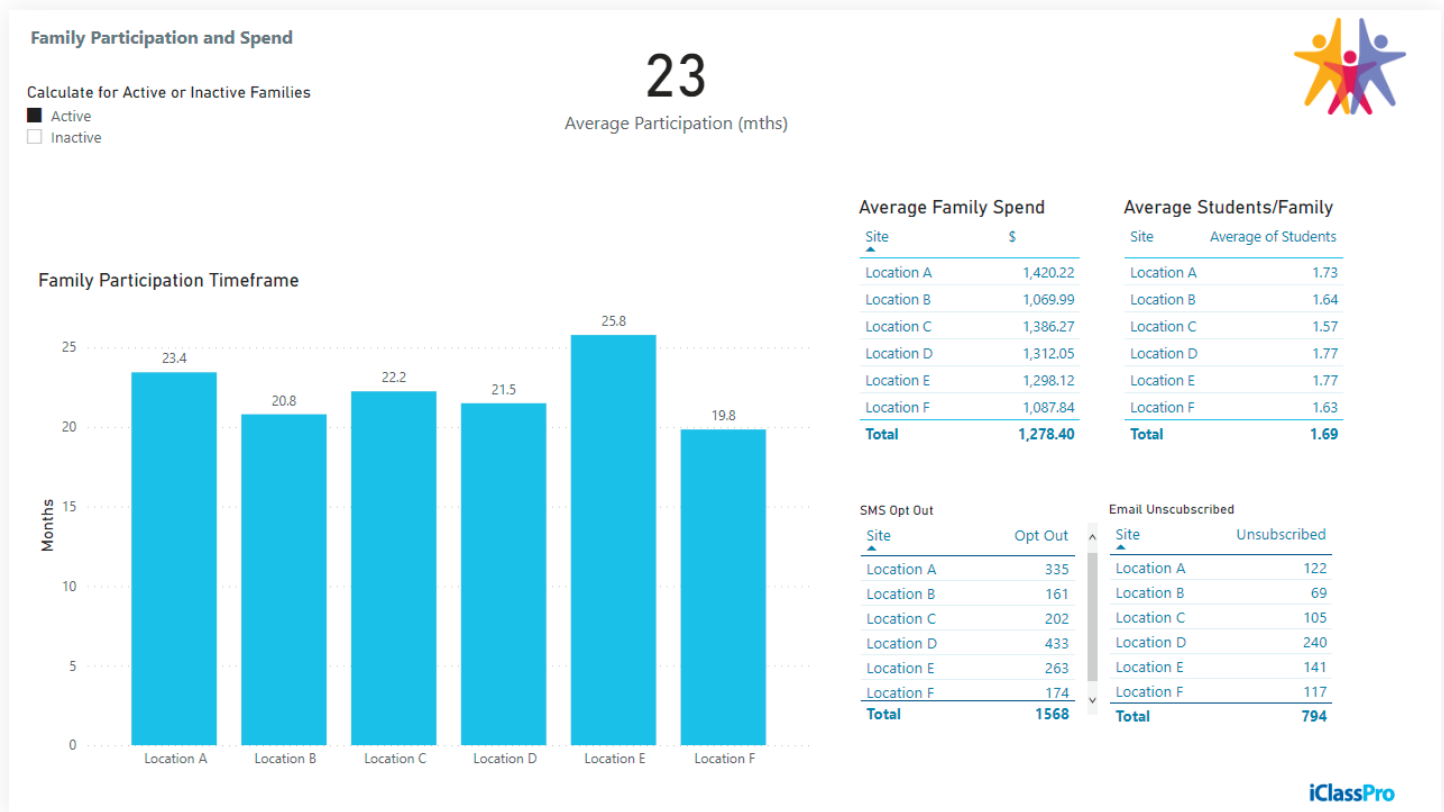 Family Participation and Spend
Calculate for Active or Inactive Families
Active
Inactive
23
Average Participation (mths)
Family Participation Timeframe
Months
25
20
15
10
5
0
23.4
20.8
22.2
21.5
25.8
19.8
Location A
Location B
Location C
Location D
Location E
Location F
Average Family Spend
Site $
Location A 1,420.22
Location B 1,069.99
Location C 1,386.27
Location D 1,312.05
Location E 1,298.12
Location F 1,087.84
Total 1,278.40
Average Students/Family
Site Average of Students
Location A 1.73
Location B 1.64
Location C 1.57
Location D 1.77
Location E 1.77
Location F 1.63
Total 1.69
SMS Opt Out
Site Opt Out
Location A 335
Location B 161
Location C 202
Location D 433
Location E 263
Location F 174
Total 1568
Email Unscubscribed
Site Unsubscribed
Location A 122
Location B 69
Location C 105
Location D 240
Location E 141
Location F 117
Total 794
iClassPro